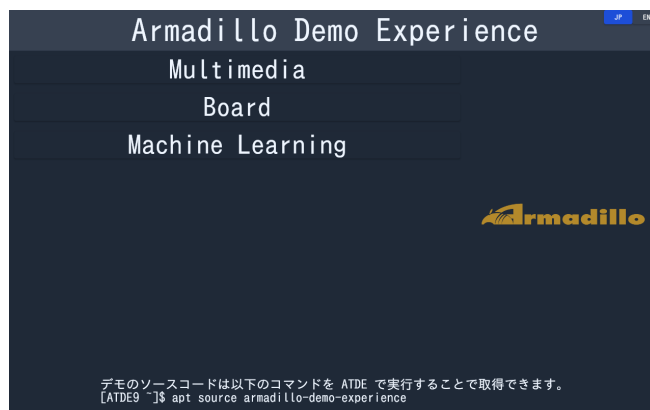 Armadillo Demo Experience
JP EN
Multimedia
Board
Machine Learning
Armadillo
デモのソースコードは以下のコマンドを ATDE で実行することで取得できます。
[ATDE9 ~]$ apt source armadillo-demo-experience